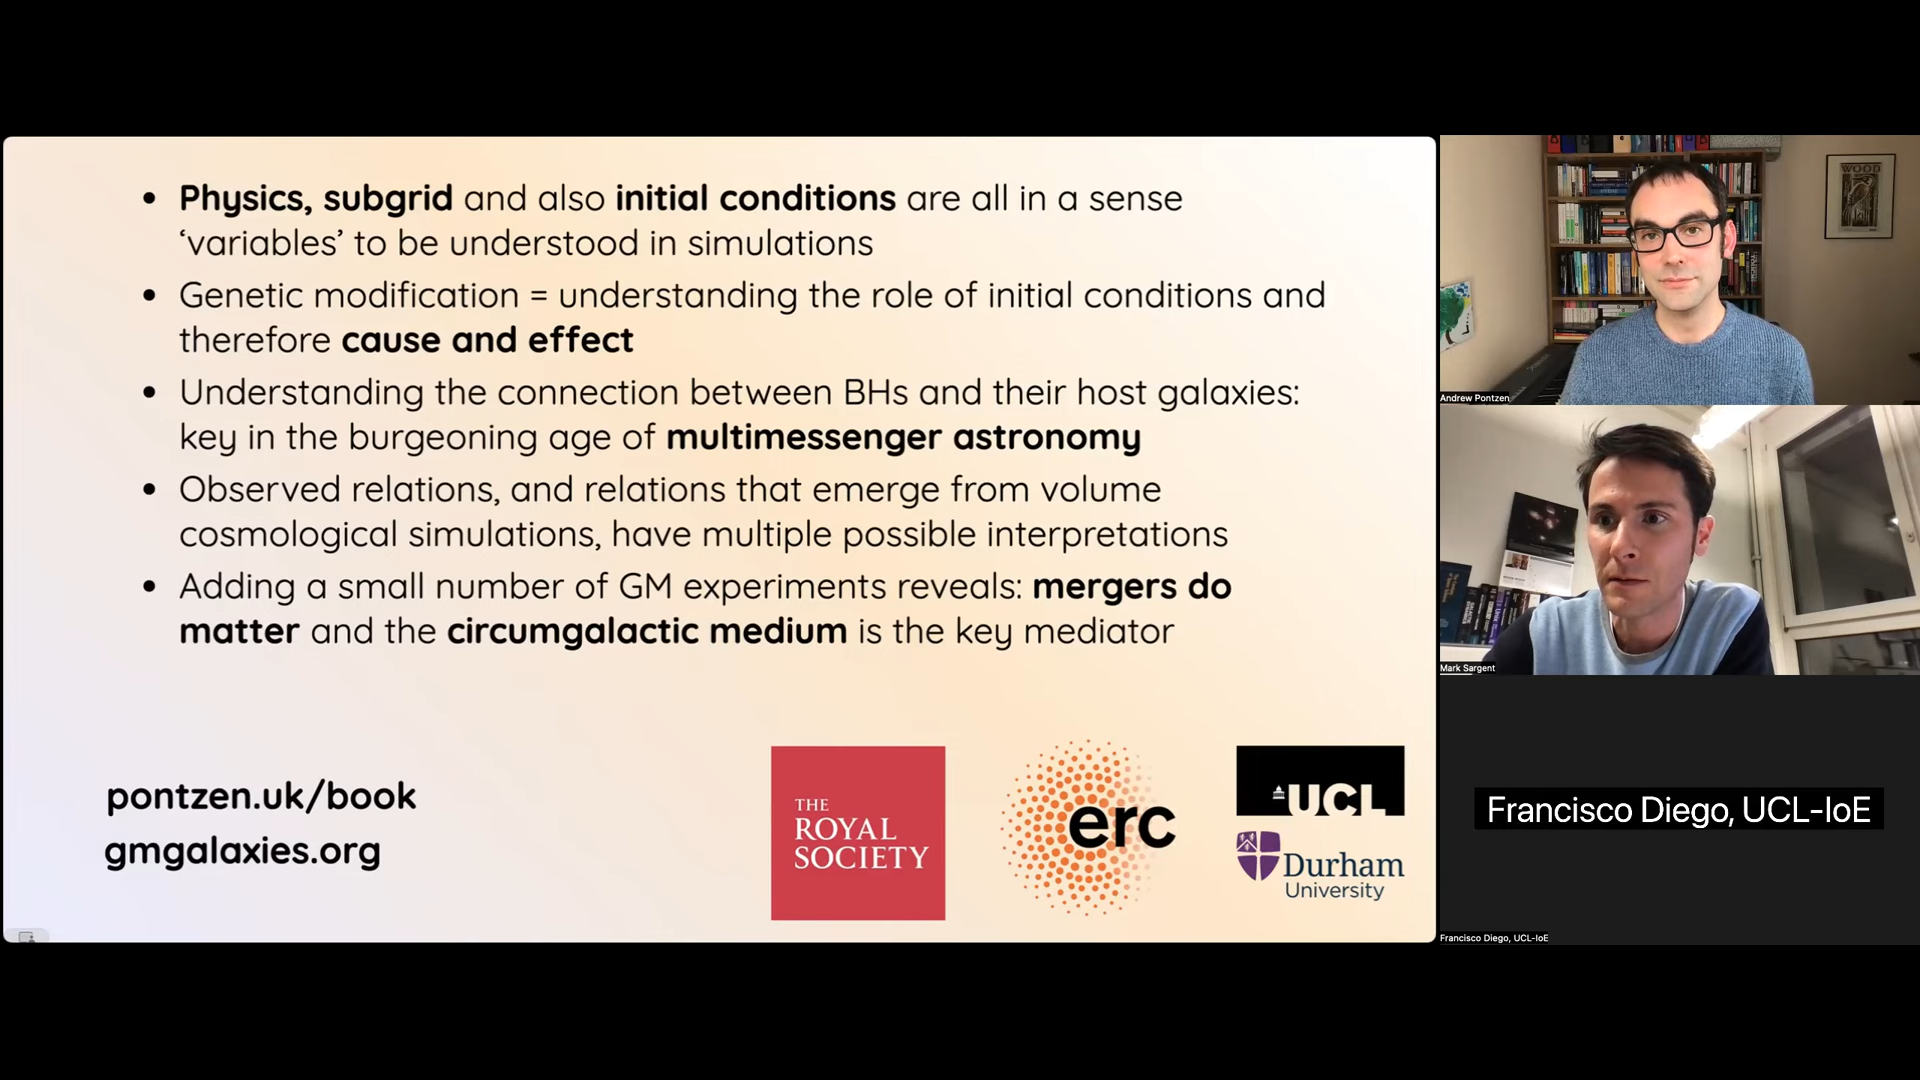 • Physics, subgrid and also initial conditions are all in a sense
‘variables’ to be understood in simulations
• Genetic modification = understanding the role of initial conditions and
therefore cause and effect
• Understanding the connection between BHs and their host galaxies:
key in the burgeoning age of multimessenger astronomy
• Observed relations, and relations that emerge from volume
cosmological simulations, have multiple possible interpretations
• Adding a small number of GM experiments reveals: mergers do
matter and the circumgalactic medium is the key mediator
pontzen.uk/book
gmgalaxies.org
THE
ROYAL
SOCIETY
erc
UCL
Durham
University
WOOD
Andrew Pontzen
Mark Sargent
Francisco Diego, UCL-IoE
Francisco Diego, UCL-IoE